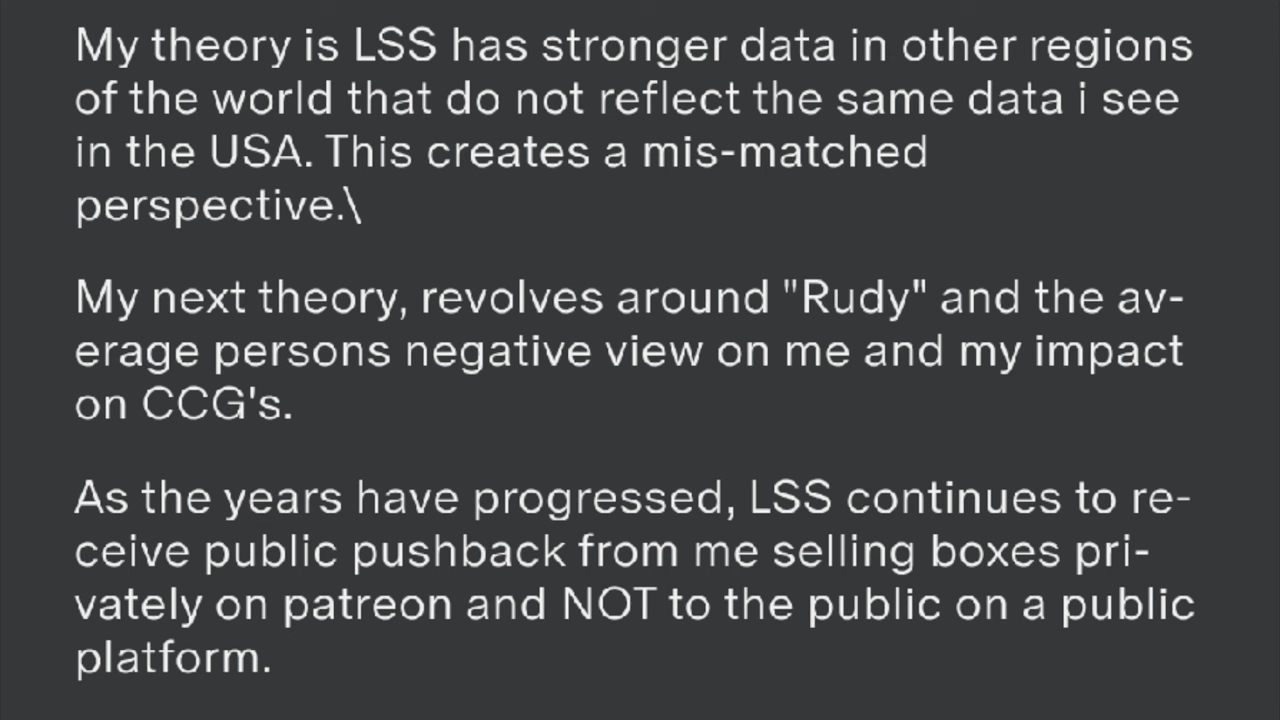 My theory is LSS has stronger data in other regions
of the world that do not reflect the same data i see
in the USA. This creates a mis-matched
perspective.\
My next theory, revolves around "Rudy" and the av-
erage persons negative view on me and my impact
on CCG's.
As the years have progressed, LSS continues to re-
ceive public pushback from me selling boxes pri-
vately on patreon and NOT to the public on a public
platform.